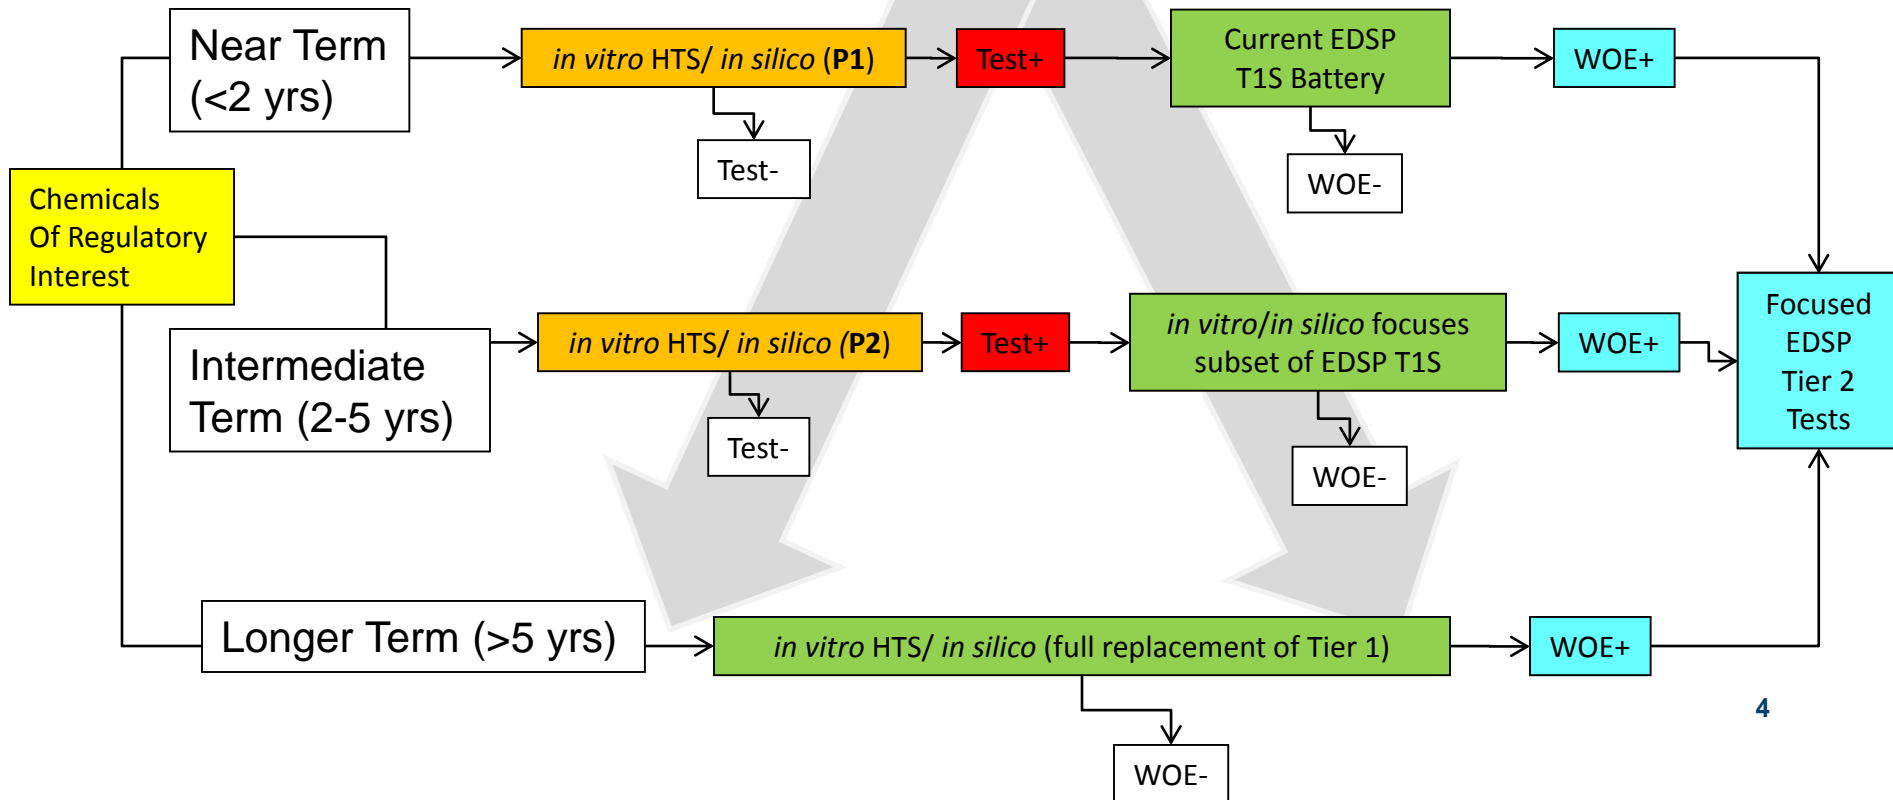 Near Term
(<2 yrs)
in vitro HTS/ in silico (P1)
Test+
Current EDSP
T1S Battery
WOE+
Test-
WOE-
Chemicals
Of Regulatory
Interest
Intermediate
Term (2-5 yrs)
in vitro HTS/ in silico (P2)
Test+
in vitro/in silico focuses
subset of EDSP T1S
WOE+
Focused
EDSP
Tier 2
Tests
Test-
WOE-
Longer Term (>5 yrs)
in vitro HTS/ in silico (full replacement of Tier 1)
WOE+
WOE-
4